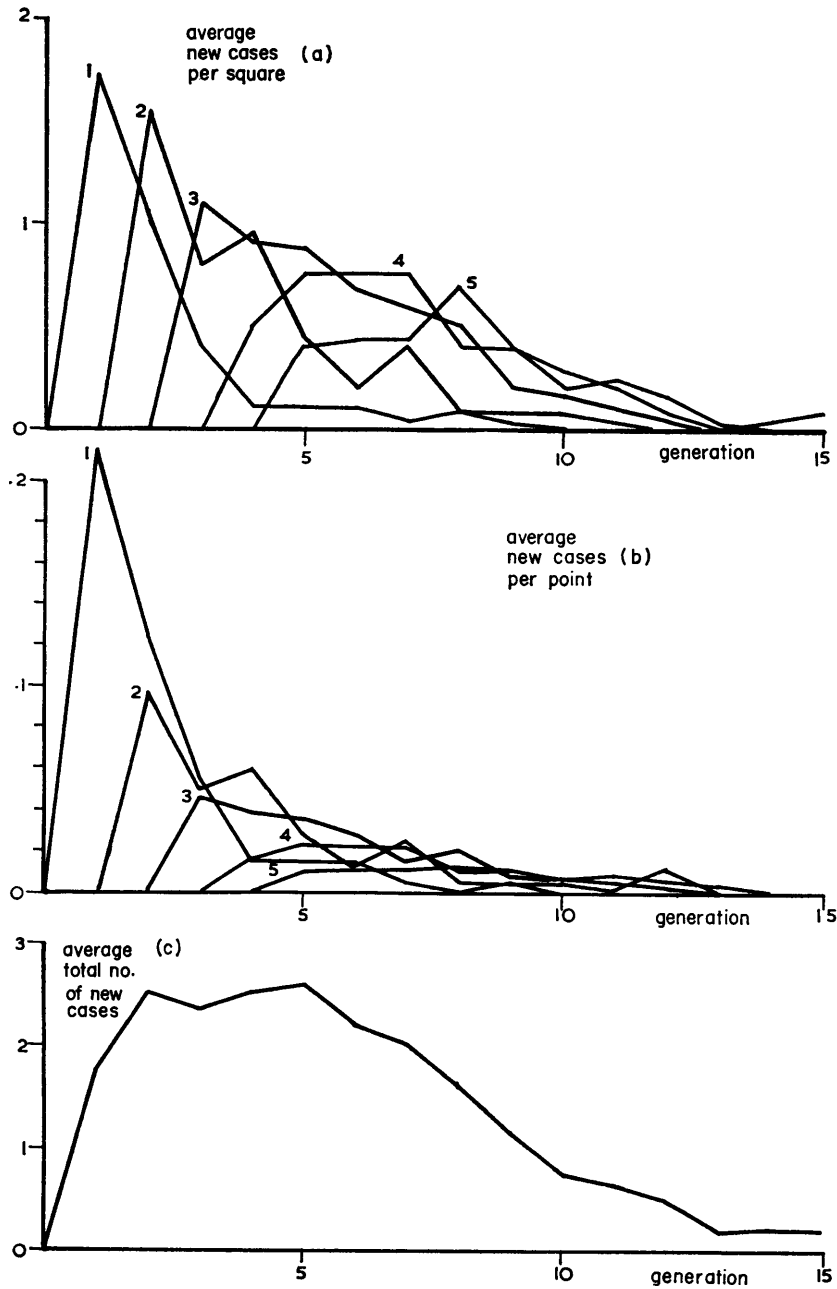 2
average
new cases (a)
per square
1
2
3
1
4
5
0
5
10
generation
15
1
.2
average
new cases (b)
per point
2
.1
3
4
5
0
5
10
generation
15
3
average (c)
total no.
of new
cases
2
1
0
5
10
generation
15